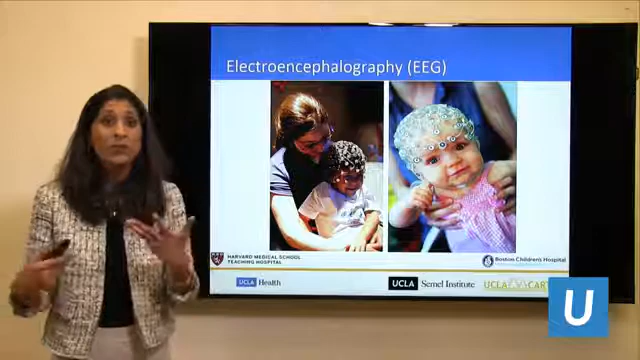 Electroencephalography (EEG)
HARVARD MEDICAL SCHOOL
TEACHING HOSPITAL
Boston Children's Hospital
UCLA Health
UCLA Semel Institute
UCLA CART
U